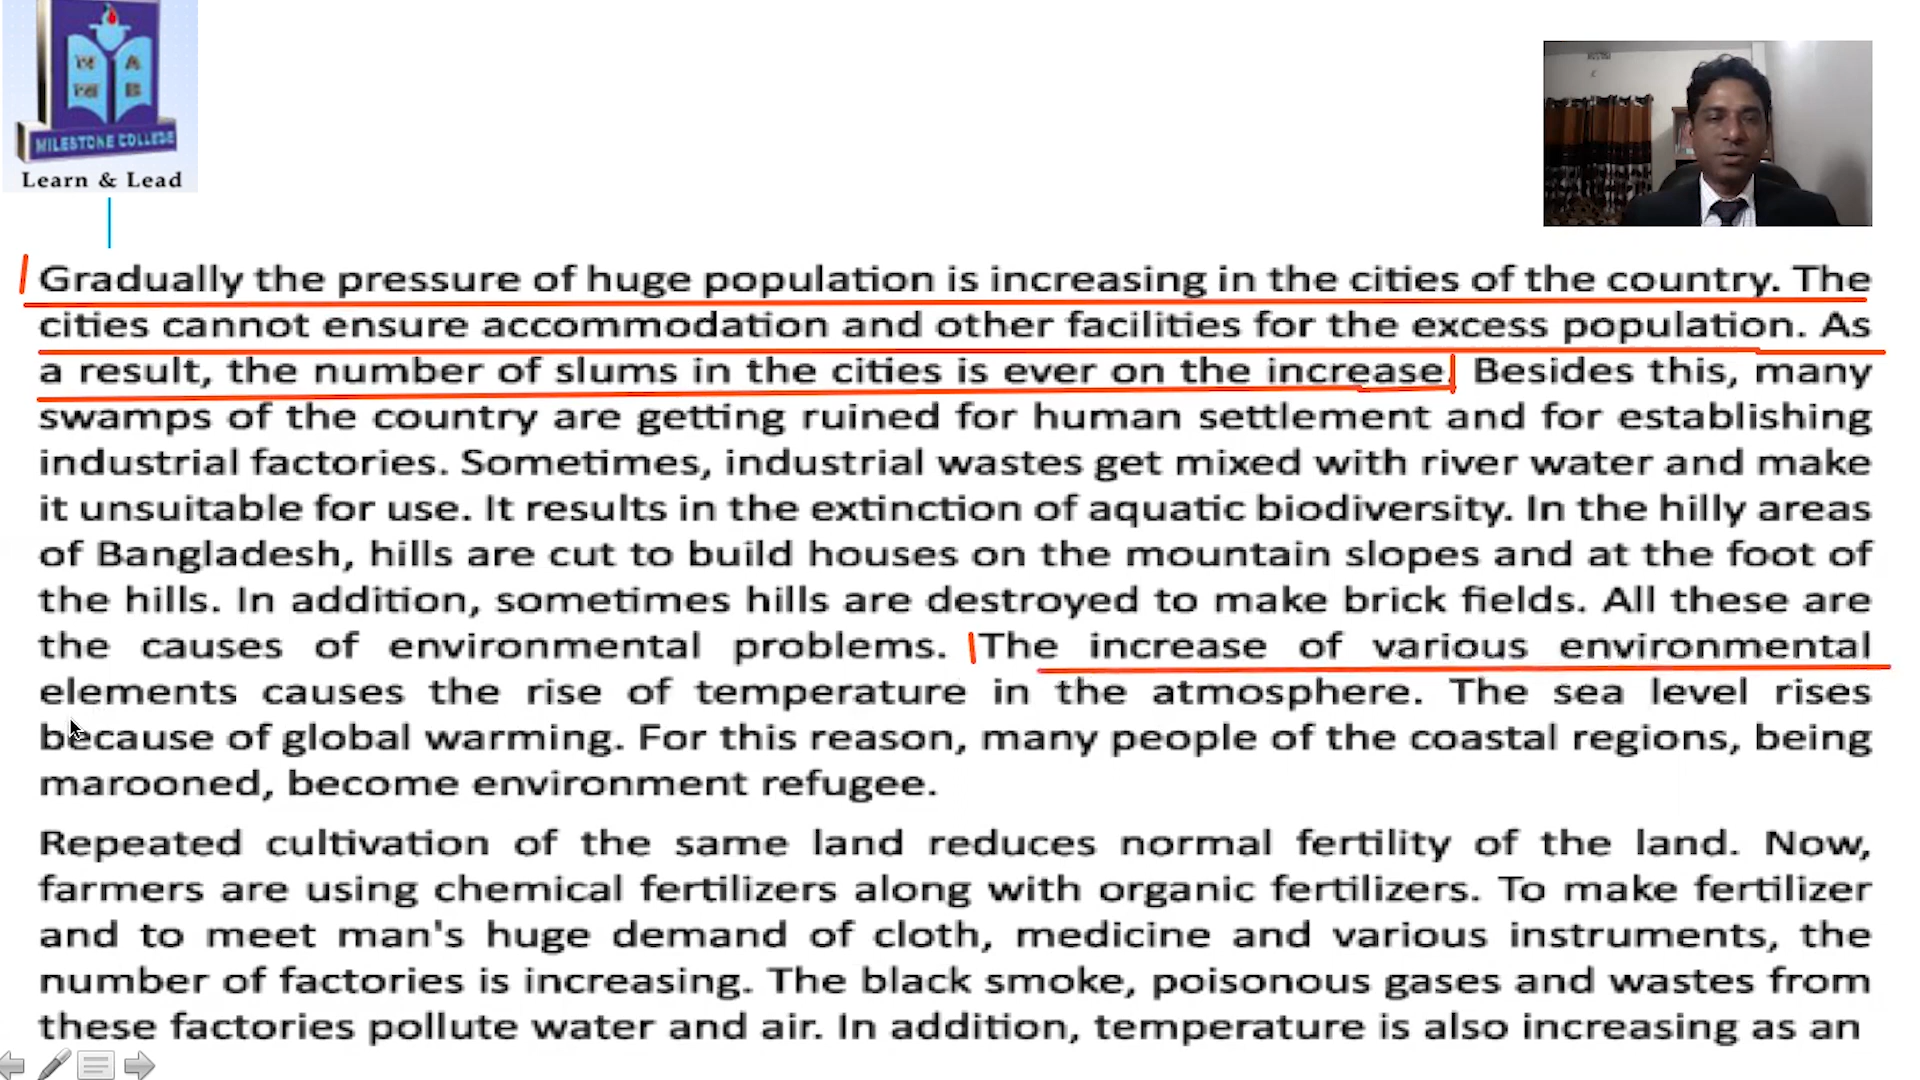 W A
B
MILESTONE COLLEGE
Learn & Lead
Gradually the pressure of huge population is increasing in the cities of the country. The
cities cannot ensure accommodation and other facilities for the excess population. As
a result, the number of slums in the cities is ever on the increase. Besides this, many
swamps of the country are getting ruined for human settlement and for establishing
industrial factories. Sometimes, industrial wastes get mixed with river water and make
it unsuitable for use. It results in the extinction of aquatic biodiversity. In the hilly areas
of Bangladesh, hills are cut to build houses on the mountain slopes and at the foot of
the hills. In addition, sometimes hills are destroyed to make brick fields. All these are
the causes of environmental problems. The increase of various environmental
elements causes the rise of temperature in the atmosphere. The sea level rises
because of global warming. For this reason, many people of the coastal regions, being
marooned, become environment refugee.
Repeated cultivation of the same land reduces normal fertility of the land. Now,
farmers are using chemical fertilizers along with organic fertilizers. To make fertilizer
and to meet man's huge demand of cloth, medicine and various instruments, the
number of factories is increasing. The black smoke, poisonous gases and wastes from
these factories pollute water and air. In addition, temperature is also increasing as an